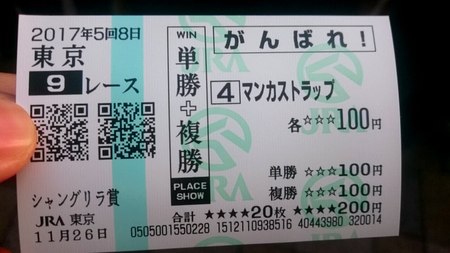 2017年5回8日
東京
9 レース
シャングリラ賞
JRA 東京
11月26日
WIN
単勝+複勝
PLACE
SHOW
がんばれ!
4 マンカストラップ
各☆☆☆100円
単勝 ☆☆☆100円
複勝 ☆☆☆100円
合計 ★★★★20枚 ★★★★200円
0505001550228 1512110938516 40443980 320014
JRA
JRA
JRA